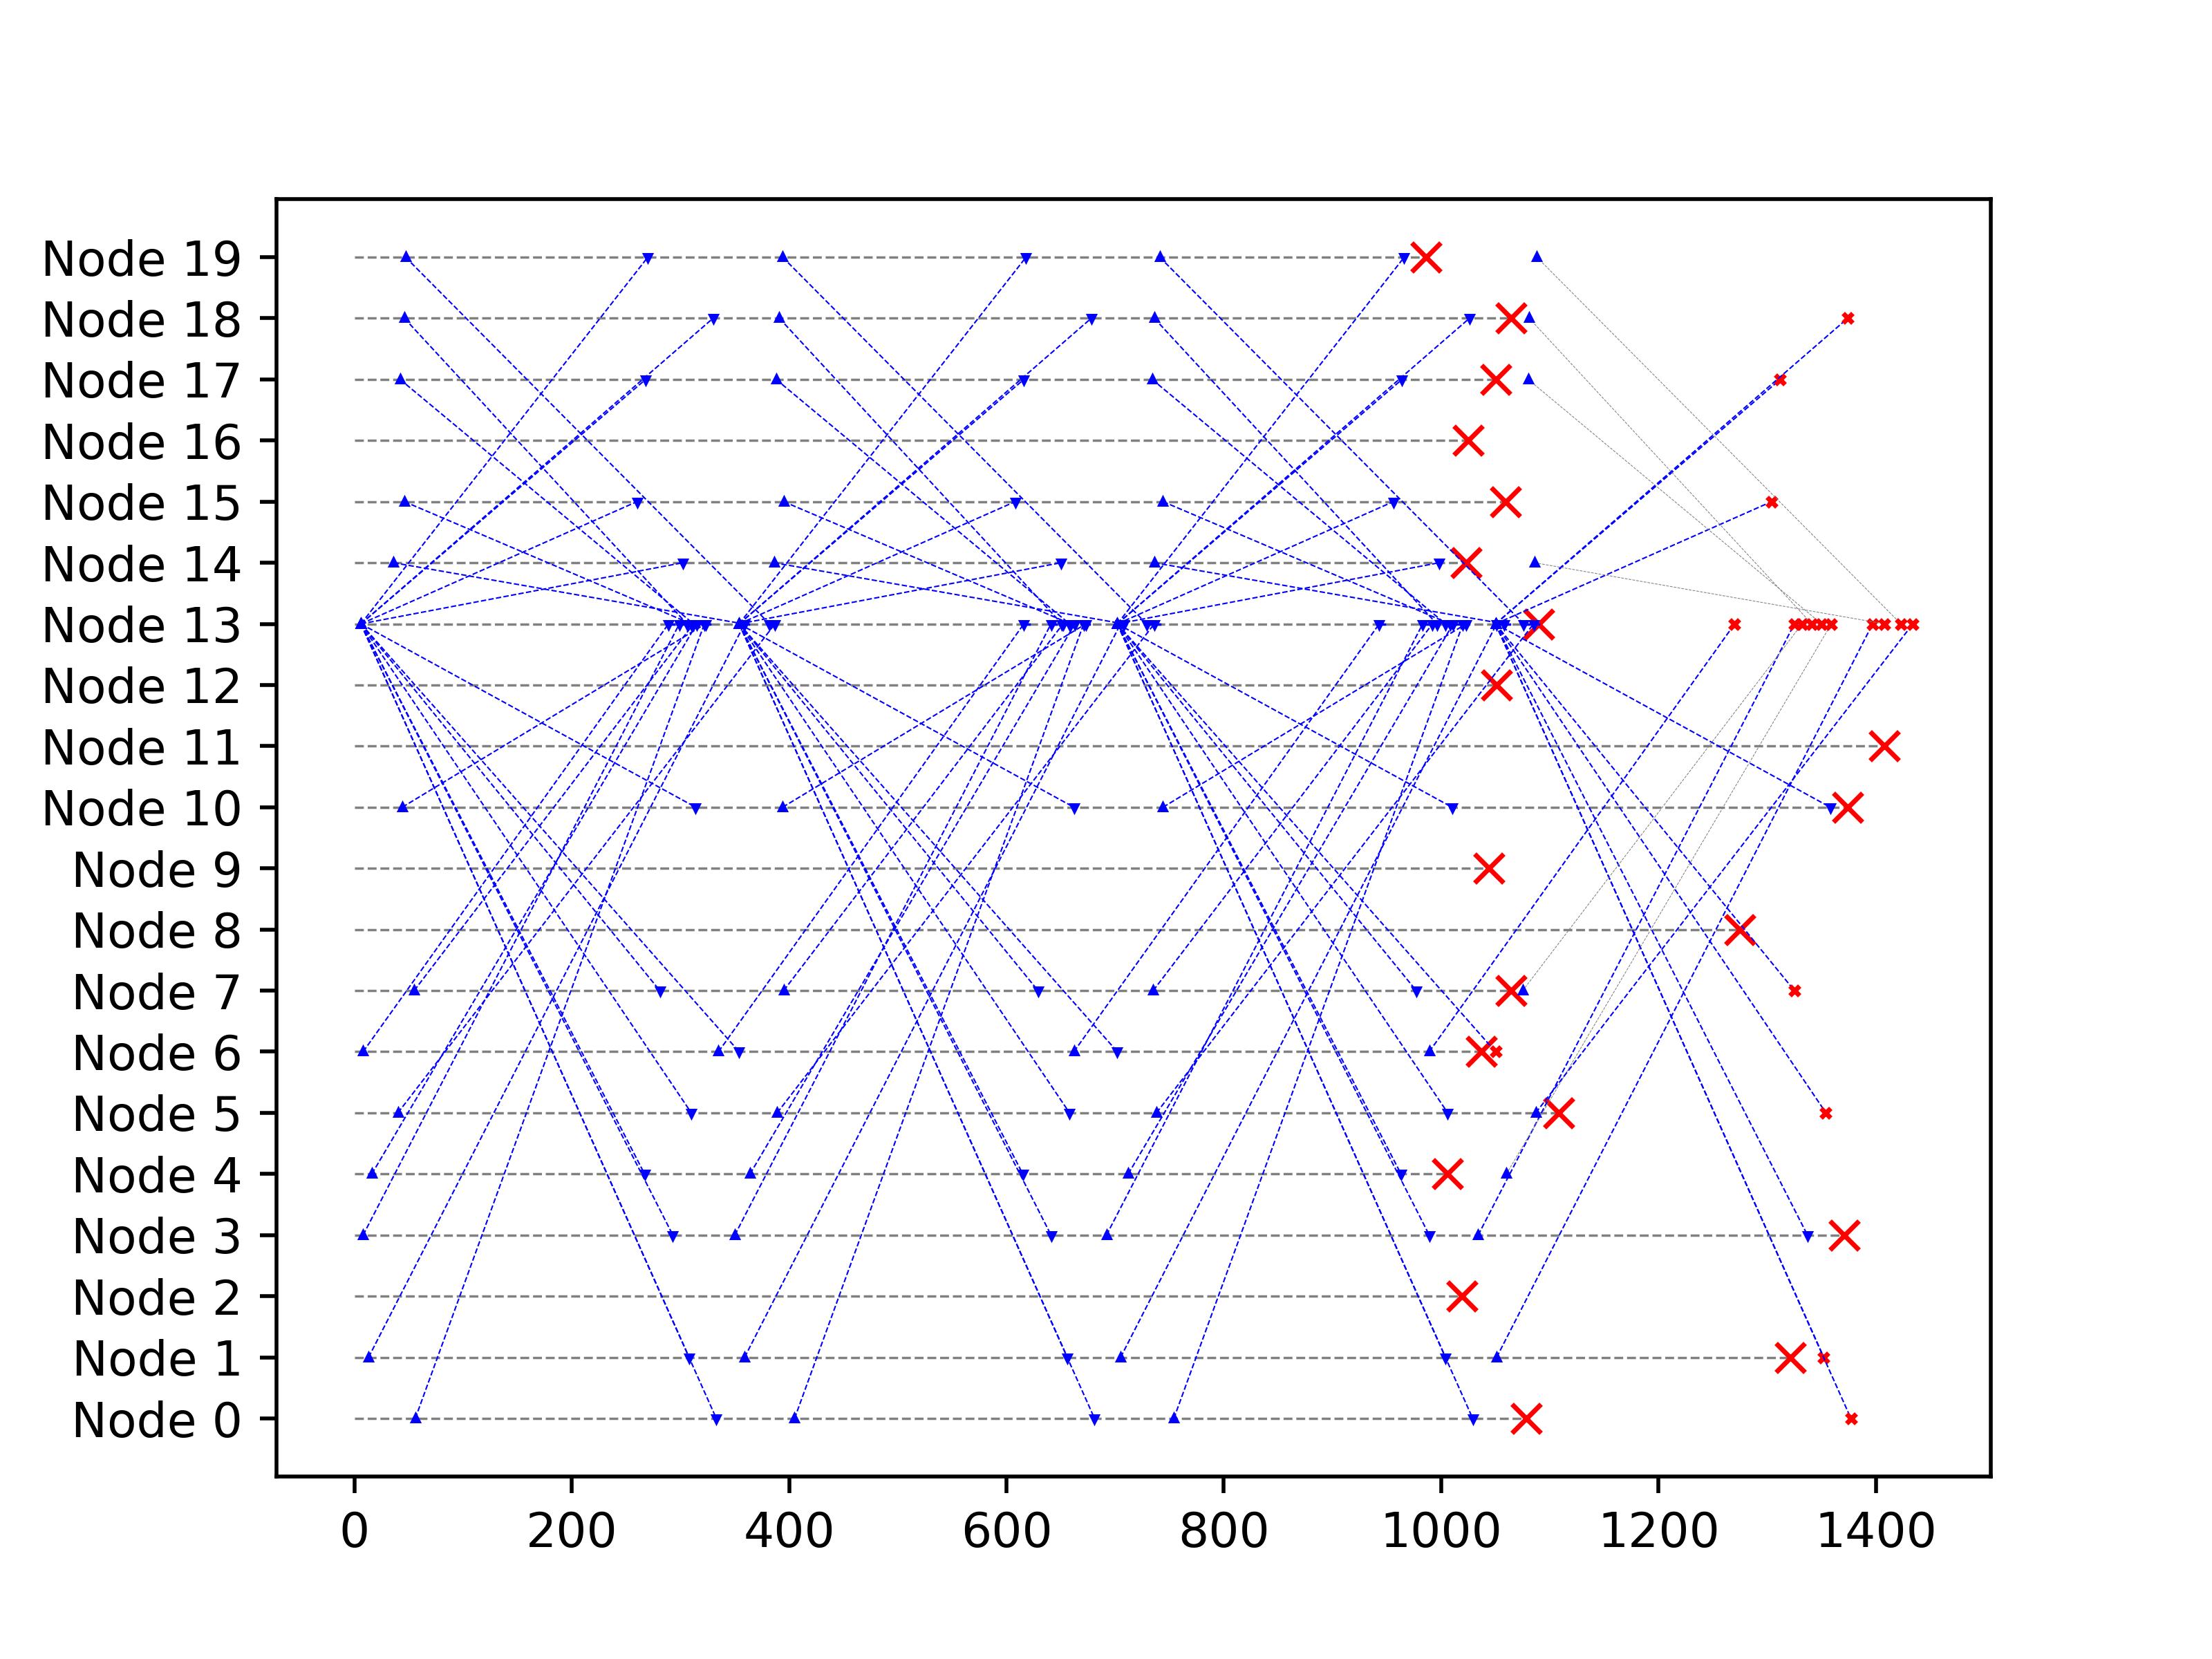 Node 19
Node 18
Node 17
Node 16
Node 15
Node 14
Node 13
Node 12
Node 11
Node 10
Node 9
Node 8
Node 7
Node 6
Node 5
Node 4
Node 3
Node 2
Node 1
Node 0
0 200 400 600 800 1000 1200 1400